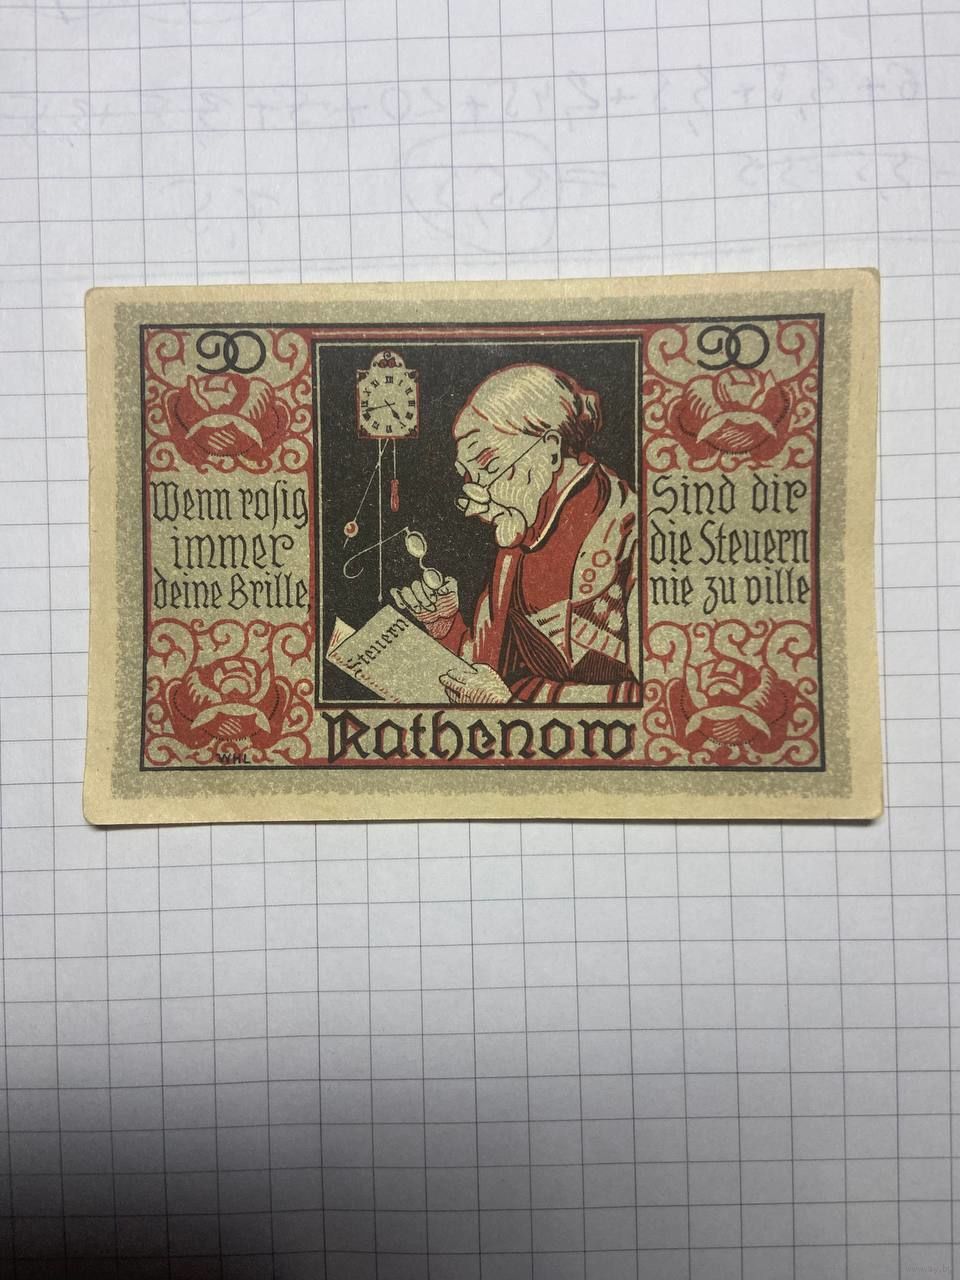 90
90
Wenn roſig
immer
deine Brille,
Sind dir
die Steuern
nie zu ville
Steuern
Rathenow
WHL